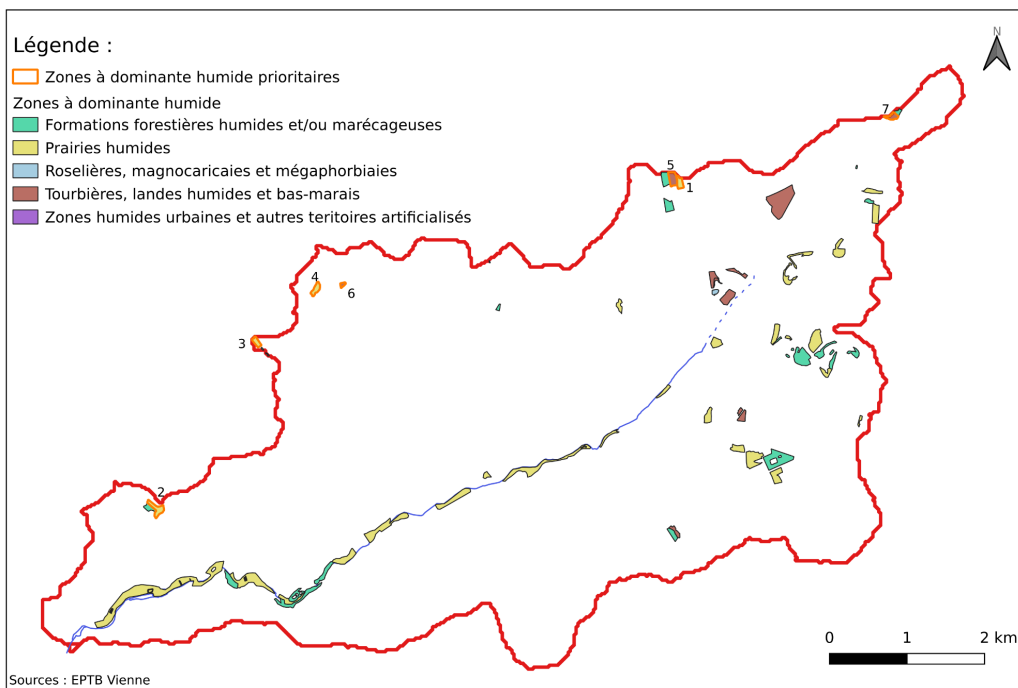 N
Légende :
Zones à dominante humide prioritaires
Zones à dominante humide
Formations forestières humides et/ou marécageuses
Prairies humides
Roselières, magnocaricaies et mégaphorbiaies
Tourbières, landes humides et bas-marais
Zones humides urbaines et autres teritoires artificialisés
7
5
1
4
6
3
2
0 1 2 km
Sources : EPTB Vienne